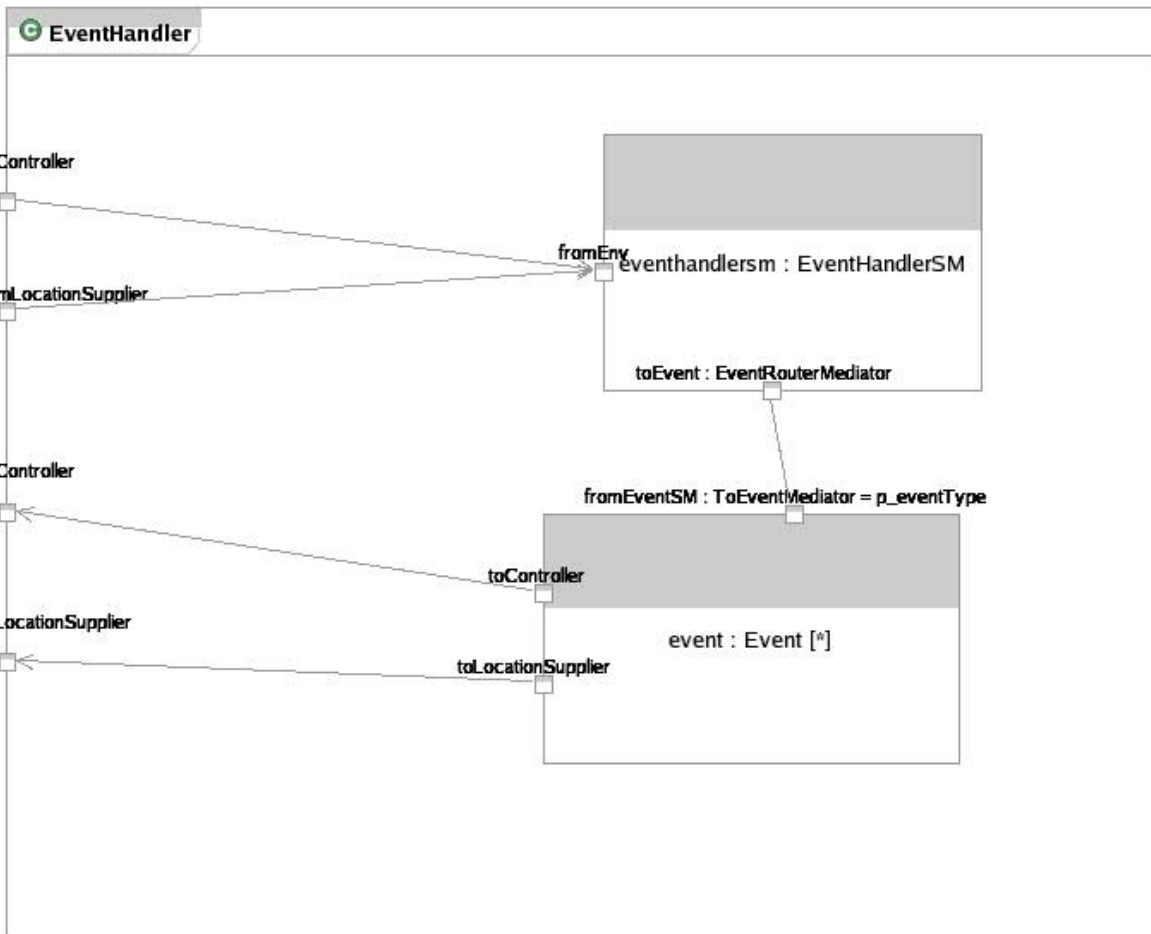 EventHandler
Controller
fromEnv
eventhandlersm : EventHandlerSM
mLocationSupplier
toEvent : EventRouterMediator
Controller
fromEventSM : ToEventMediator = p_eventType
toController
LocationSupplier
event : Event [*]
toLocationSupplier